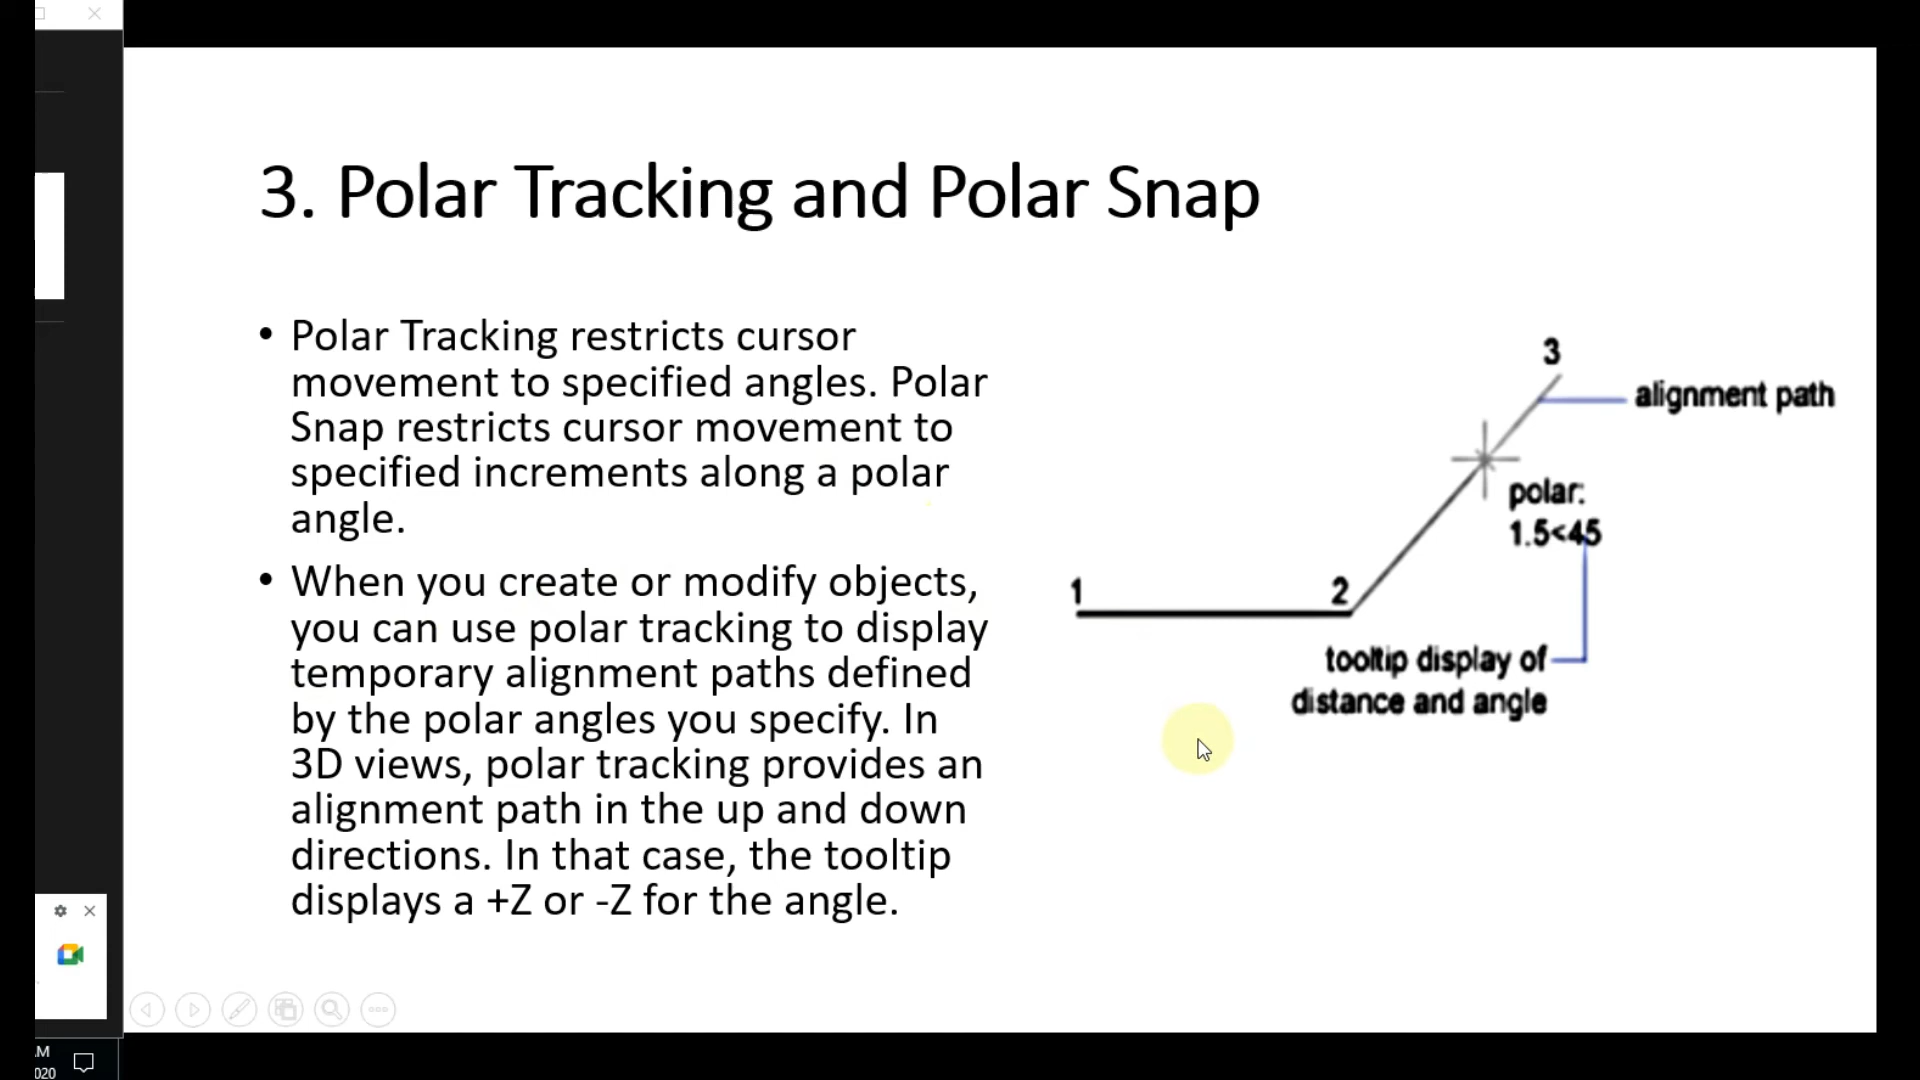 3. Polar Tracking and Polar Snap
• Polar Tracking restricts cursor
movement to specified angles. Polar
Snap restricts cursor movement to
specified increments along a polar
angle.
• When you create or modify objects,
you can use polar tracking to display
temporary alignment paths defined
by the polar angles you specify. In
3D views, polar tracking provides an
alignment path in the up and down
directions. In that case, the tooltip
displays a +Z or -Z for the angle.
3
alignment path
polar:
1.5<45
1
2
tooltip display of
distance and angle
AM
020